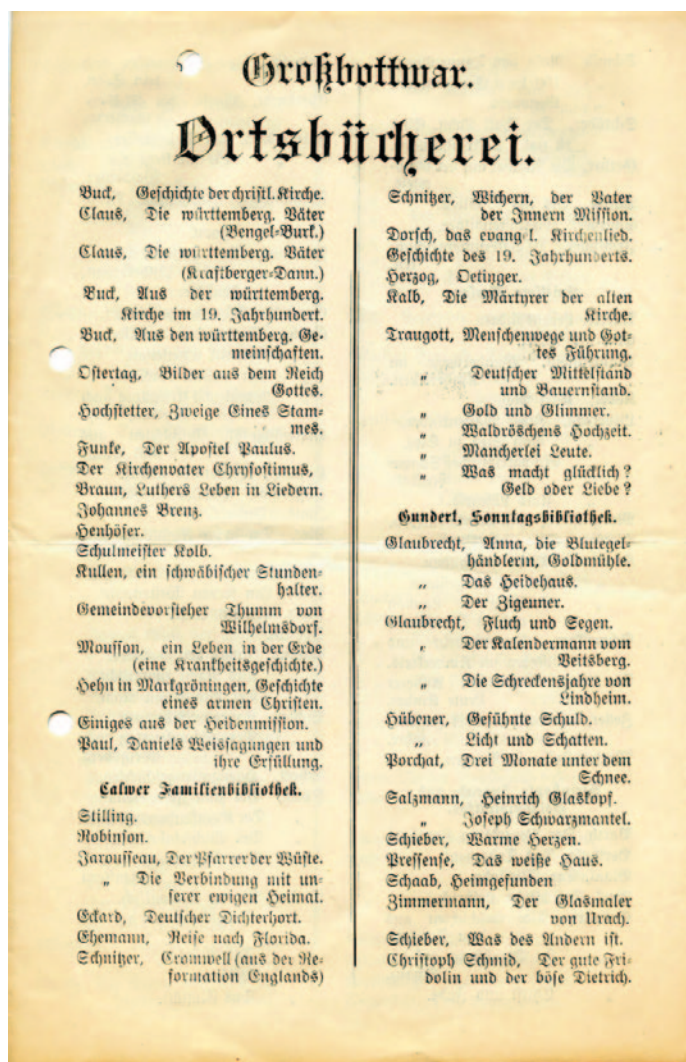 Großbottwar.
Ortsbücherei.
Buck, Geschichte der christl. Kirche.
Claus, Die württemberg. Väter
(Bengel-Burk.)
Claus, Die württemberg. Väter
(Kraftberger-Dann.)
Buck, Aus der württemberg.
Kirche im 19. Jahrhundert.
Buck, Aus den württemberg. Ge-
meinschaften.
Ostertag, Bilder aus dem Reich
Gottes.
Hochstetter, Zweige Eines Stam-
mes.
Funke, Der Apostel Paulus.
Der Kirchenvater Chrysostimus,
Braun, Luthers Leben in Liedern.
Johannes Brenz.
Henhöfer.
Schulmeister Kolb.
Kullen, ein schwäbischer Stunden-
halter.
Gemeindevorsteher Thumm von
Wilhelmsdorf.
Mousson, ein Leben in der Erde
(eine Krankheitsgeschichte.)
Hehn in Markgröningen, Geschichte
eines armen Christen.
Einiges aus der Heidenmission.
Paul, Daniels Weissagungen und
ihre Erfüllung.
Calwer Familienbibliothek.
Stilling.
Robinson.
Jarousseau, Der Pfarrer der Wüste.
„ Die Verbindung mit un-
serer ewigen Heimat.
Eckard, Deutscher Dichterhort.
Ehemann, Reise nach Florida.
Schnitzer, Cromwell (aus der Re-
formation Englands)
Schnitzer, Wichern, der Vater
der Innern Mission.
Dorsch, das evangel. Kirchenlied.
Geschichte des 19. Jahrhunderts.
Herzog, Oetinger.
Kalb, Die Märtyrer der alten
Kirche.
Traugott, Menschenwege und Got-
tes Führung.
„ Deutscher Mittelstand
und Bauernstand.
„ Gold und Glimmer.
„ Waldröschens Hochzeit.
„ Mancherlei Leute.
„ Was macht glücklich?
Geld oder Liebe?
Gundert, Sonntagsbibliothek.
Glaubrecht, Anna, die Blutegel-
händlerin, Goldmühle.
„ Das Heidehaus.
„ Der Zigeuner.
Glaubrecht, Fluch und Segen.
„ Der Kalendermann vom
Veitsberg.
„ Die Schreckensjahre von
Lindheim.
Hübener, Gesühnte Schuld.
„ Licht und Schatten.
Porchat, Drei Monate unter dem
Schnee.
Salzmann, Heinrich Glaskopf.
„ Joseph Schwarzmantel.
Schieber, Warme Herzen.
Pressense, Das weiße Haus.
Schaab, Heimgefunden
Zimmermann, Der Glasmaler
von Urach.
Schieber, Was des Andern ist.
Christoph Schmid, Der gute Fri-
dolin und der böse Dietrich.